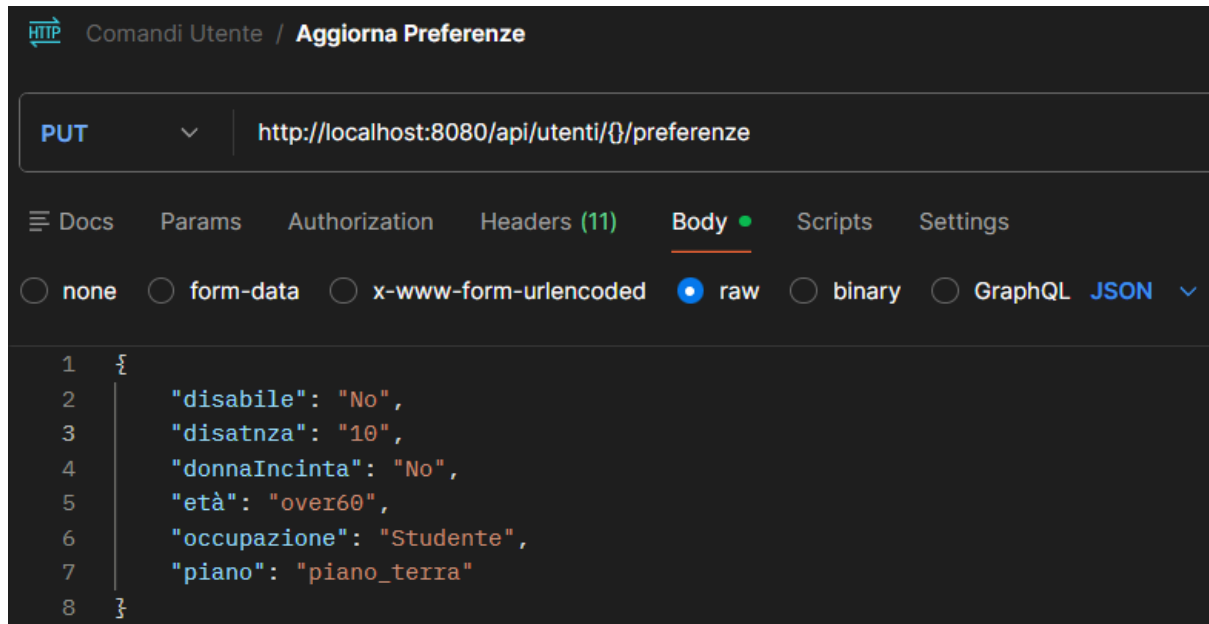 HTTP Comandi Utente / Aggiorna Preferenze
PUT http://localhost:8080/api/utenti/{}/preferenze
Docs Params Authorization Headers (11) Body Scripts Settings
none form-data x-www-form-urlencoded raw binary GraphQL JSON
1 {
2 "disabile": "No",
3 "disatnza": "10",
4 "donnaIncinta": "No",
5 "età": "over60",
6 "occupazione": "Studente",
7 "piano": "piano_terra"
8 }